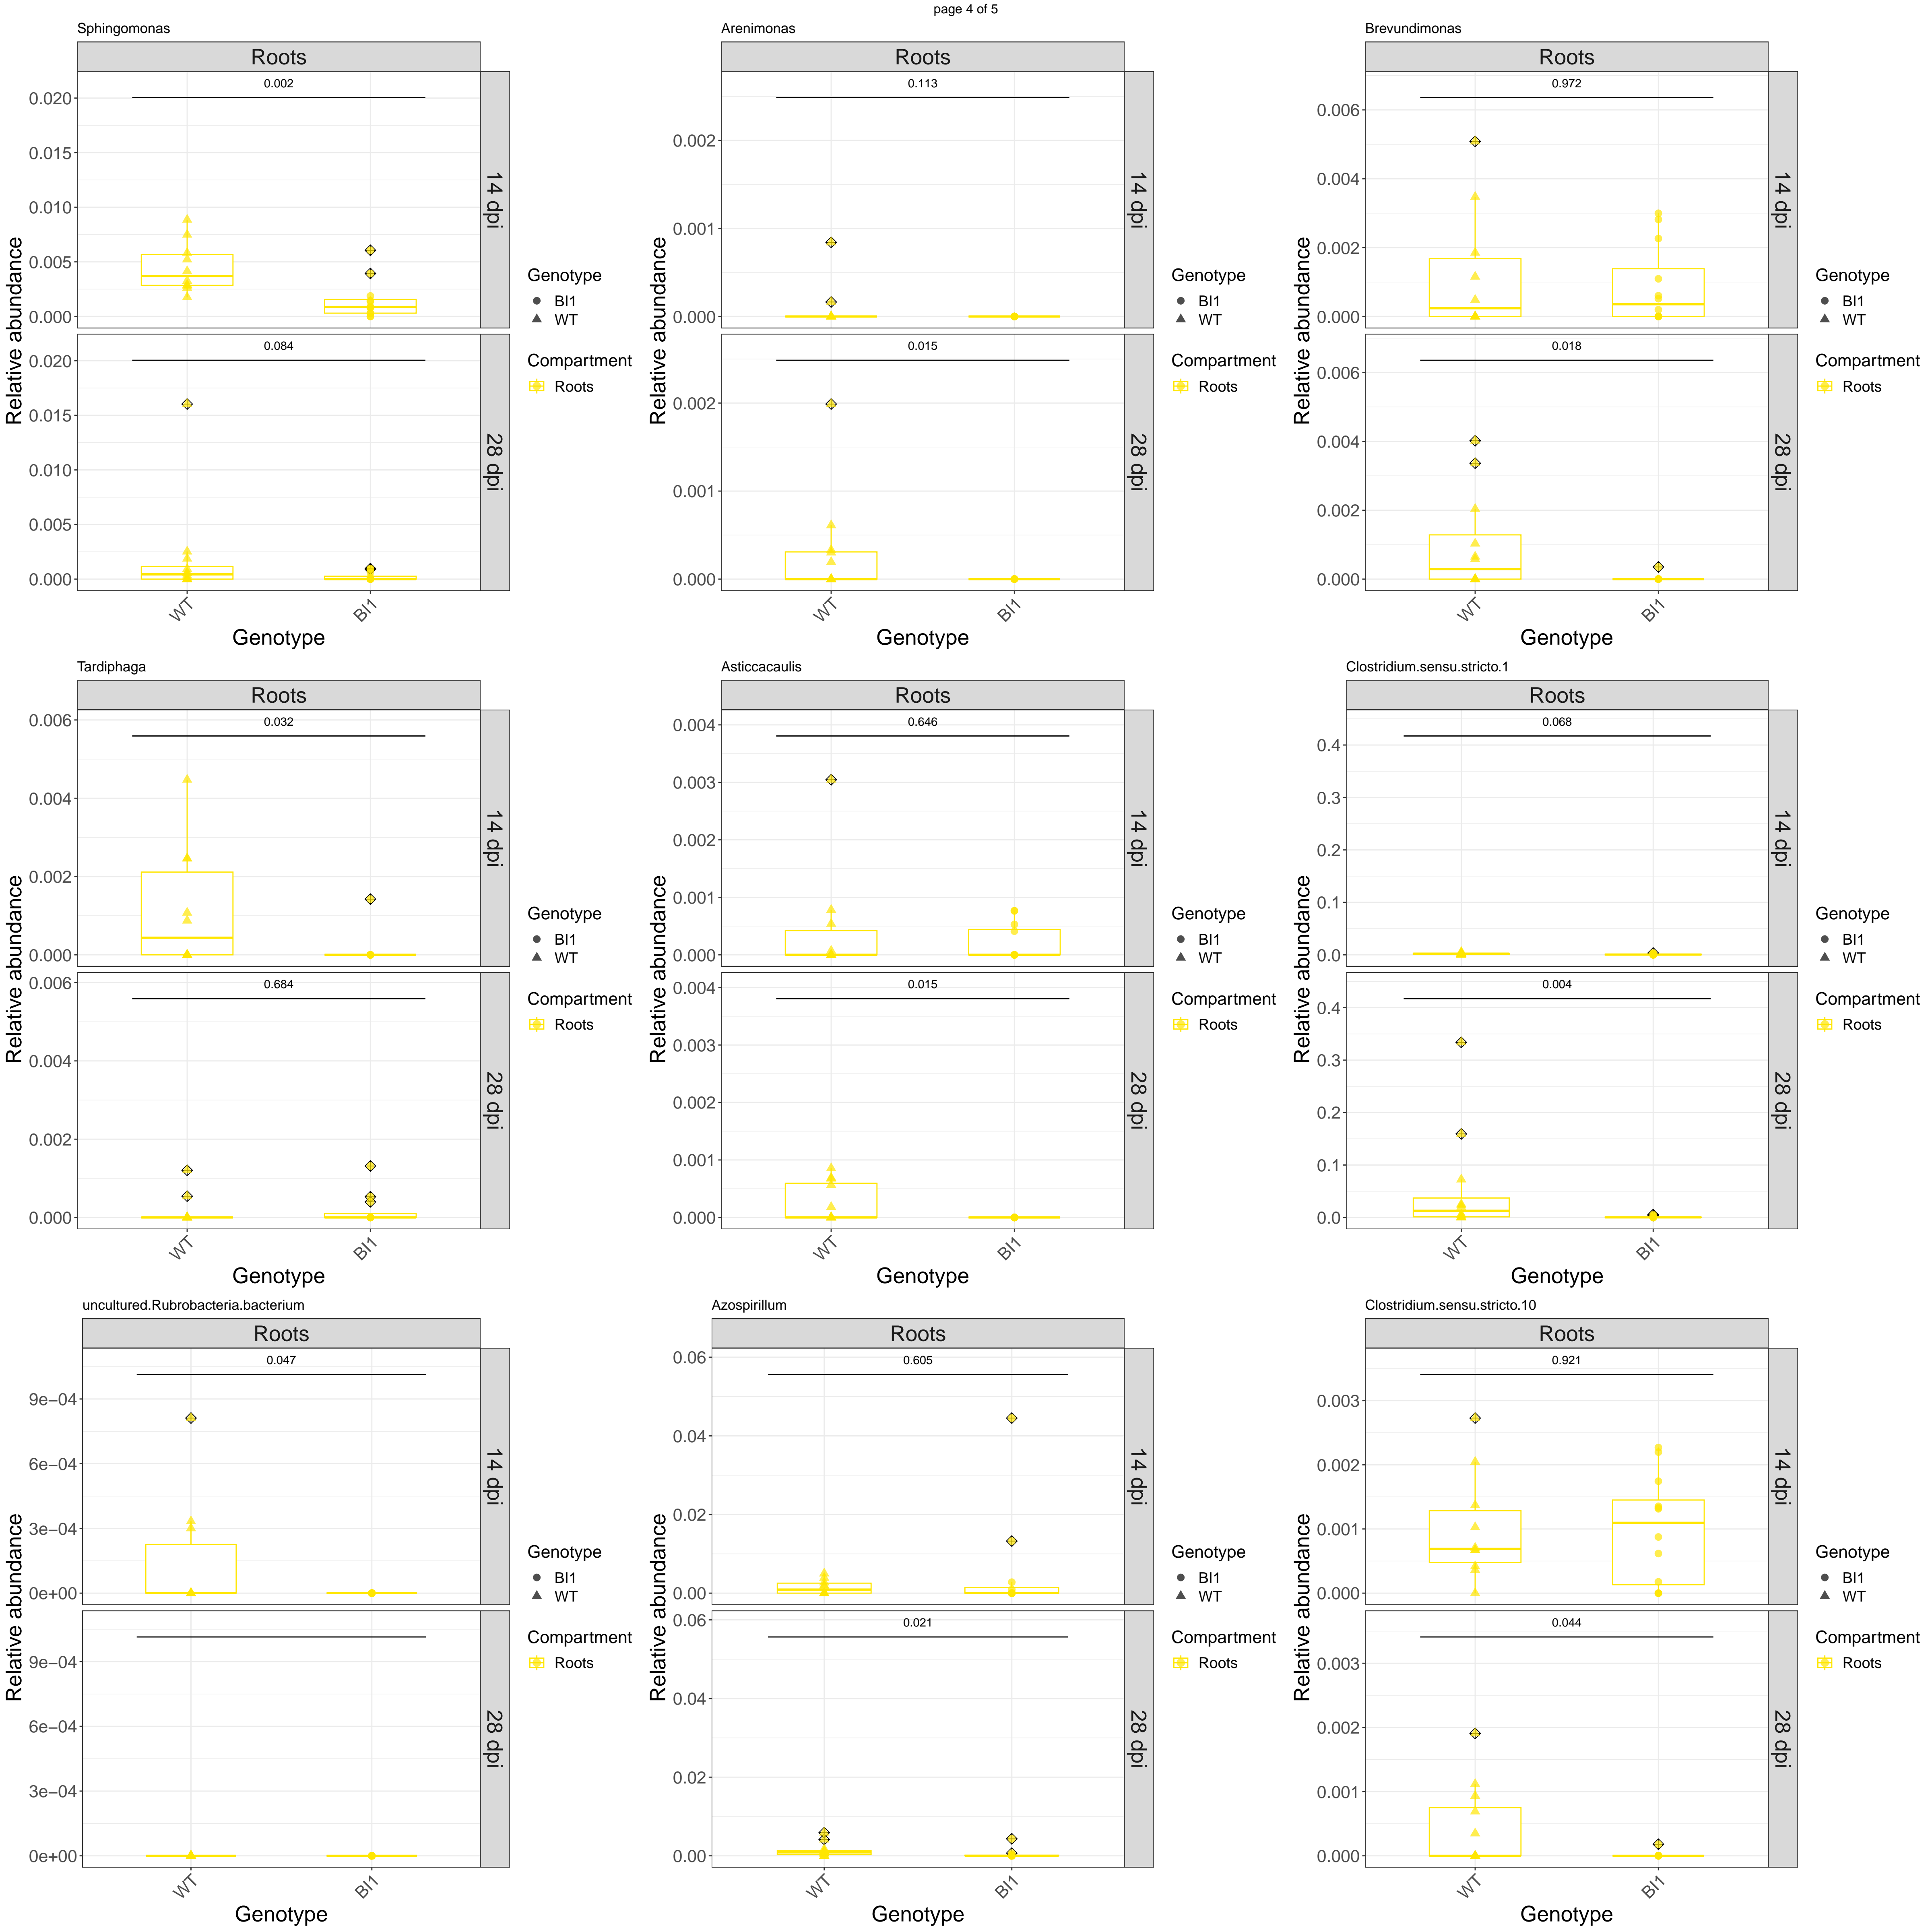 page 4 of 5
Sphingomonas
Roots
0.002
0.020
0.015
0.010
0.005
0.000
14 dpi
0.084
0.020
0.015
0.010
0.005
0.000
28 dpi
Relative abundance
WT
BI1
Genotype
Genotype
BI1
WT
Compartment
Roots
Arenimonas
Roots
0.113
0.002
0.001
0.000
14 dpi
0.015
0.002
0.001
0.000
28 dpi
Relative abundance
WT
BI1
Genotype
Genotype
BI1
WT
Compartment
Roots
Brevundimonas
Roots
0.972
0.006
0.004
0.002
0.000
14 dpi
0.018
0.006
0.004
0.002
0.000
28 dpi
Relative abundance
WT
BI1
Genotype
Genotype
BI1
WT
Compartment
Roots
Tardiphaga
Roots
0.032
0.006
0.004
0.002
0.000
14 dpi
0.684
0.006
0.004
0.002
0.000
28 dpi
Relative abundance
WT
BI1
Genotype
Genotype
BI1
WT
Compartment
Roots
Asticcacaulis
Roots
0.646
0.004
0.003
0.002
0.001
0.000
14 dpi
0.015
0.004
0.003
0.002
0.001
0.000
28 dpi
Relative abundance
WT
BI1
Genotype
Genotype
BI1
WT
Compartment
Roots
Clostridium.sensu.stricto.1
Roots
0.068
0.4
0.3
0.2
0.1
0.0
14 dpi
0.004
0.4
0.3
0.2
0.1
0.0
28 dpi
Relative abundance
WT
BI1
Genotype
Genotype
BI1
WT
Compartment
Roots
uncultured.Rubrobacteria.bacterium
Roots
0.047
9e−04
6e−04
3e−04
0e+00
14 dpi
9e−04
6e−04
3e−04
0e+00
28 dpi
Relative abundance
WT
BI1
Genotype
Genotype
BI1
WT
Compartment
Roots
Azospirillum
Roots
0.605
0.06
0.04
0.02
0.00
14 dpi
0.021
0.06
0.04
0.02
0.00
28 dpi
Relative abundance
WT
BI1
Genotype
Genotype
BI1
WT
Compartment
Roots
Clostridium.sensu.stricto.10
Roots
0.921
0.003
0.002
0.001
0.000
14 dpi
0.044
0.003
0.002
0.001
0.000
28 dpi
Relative abundance
WT
BI1
Genotype
Genotype
BI1
WT
Compartment
Roots